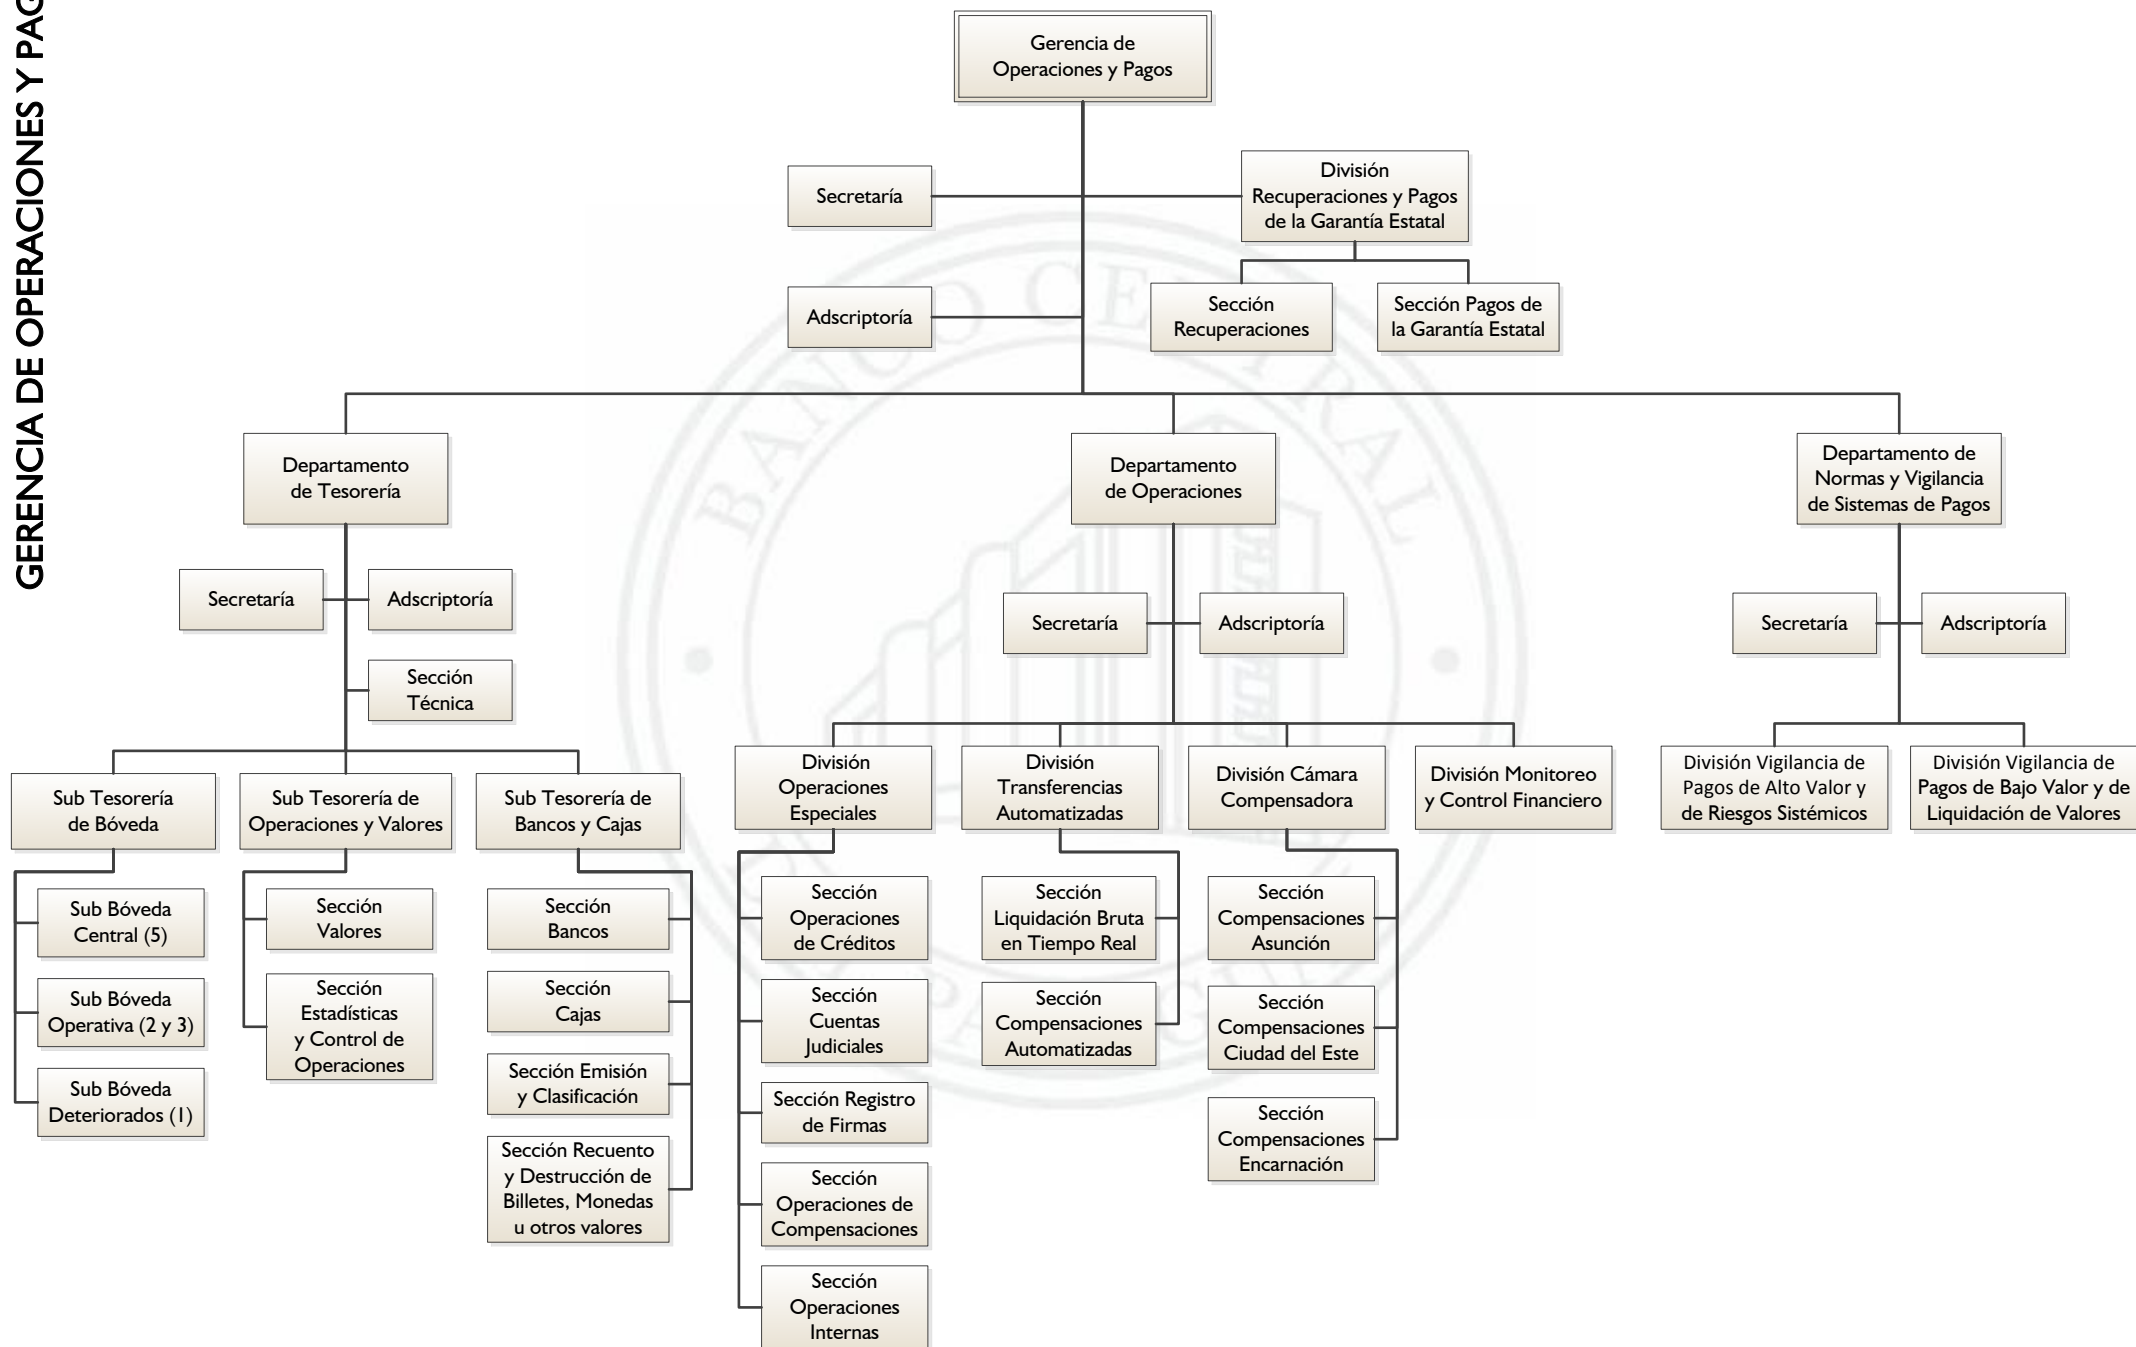 GERENCIA DE OPERACIONES Y PAG
Gerencia de
Operaciones y Pagos
Secretaría
División
Recuperaciones y Pagos
de la Garantía Estatal
Adscriptoría
Sección
Recuperaciones
Sección Pagos de
la Garantía Estatal
Departamento
de Tesorería
Departamento
de Operaciones
Departamento de
Normas y Vigilancia
de Sistemas de Pagos
Secretaría
Adscriptoría
Sección
Técnica
Secretaría
Adscriptoría
Secretaría
Adscriptoría
Sub Tesorería
de Bóveda
Sub Tesorería de
Operaciones y Valores
Sub Tesorería de
Bancos y Cajas
División
Operaciones
Especiales
División
Transferencias
Automatizadas
División Cámara
Compensadora
División Monitoreo
y Control Financiero
División Vigilancia de
Pagos de Alto Valor y
de Riesgos Sistémicos
División Vigilancia de
Pagos de Bajo Valor y de
Liquidación de Valores
Sub Bóveda
Central (5)
Sub Bóveda
Operativa (2 y 3)
Sub Bóveda
Deteriorados (1)
Sección
Valores
Sección
Estadísticas
y Control de
Operaciones
Sección
Bancos
Sección
Cajas
Sección Emisión
y Clasificación
Sección Recuento
y Destrucción de
Billetes, Monedas
u otros valores
Sección
Operaciones
de Créditos
Sección
Cuentas
Judiciales
Sección Registro
de Firmas
Sección
Operaciones de
Compensaciones
Sección
Operaciones
Internas
Sección
Liquidación Bruta
en Tiempo Real
Sección
Compensaciones
Automatizadas
Sección
Compensaciones
Asunción
Sección
Compensaciones
Ciudad del Este
Sección
Compensaciones
Encarnación
BANCO CENTRAL